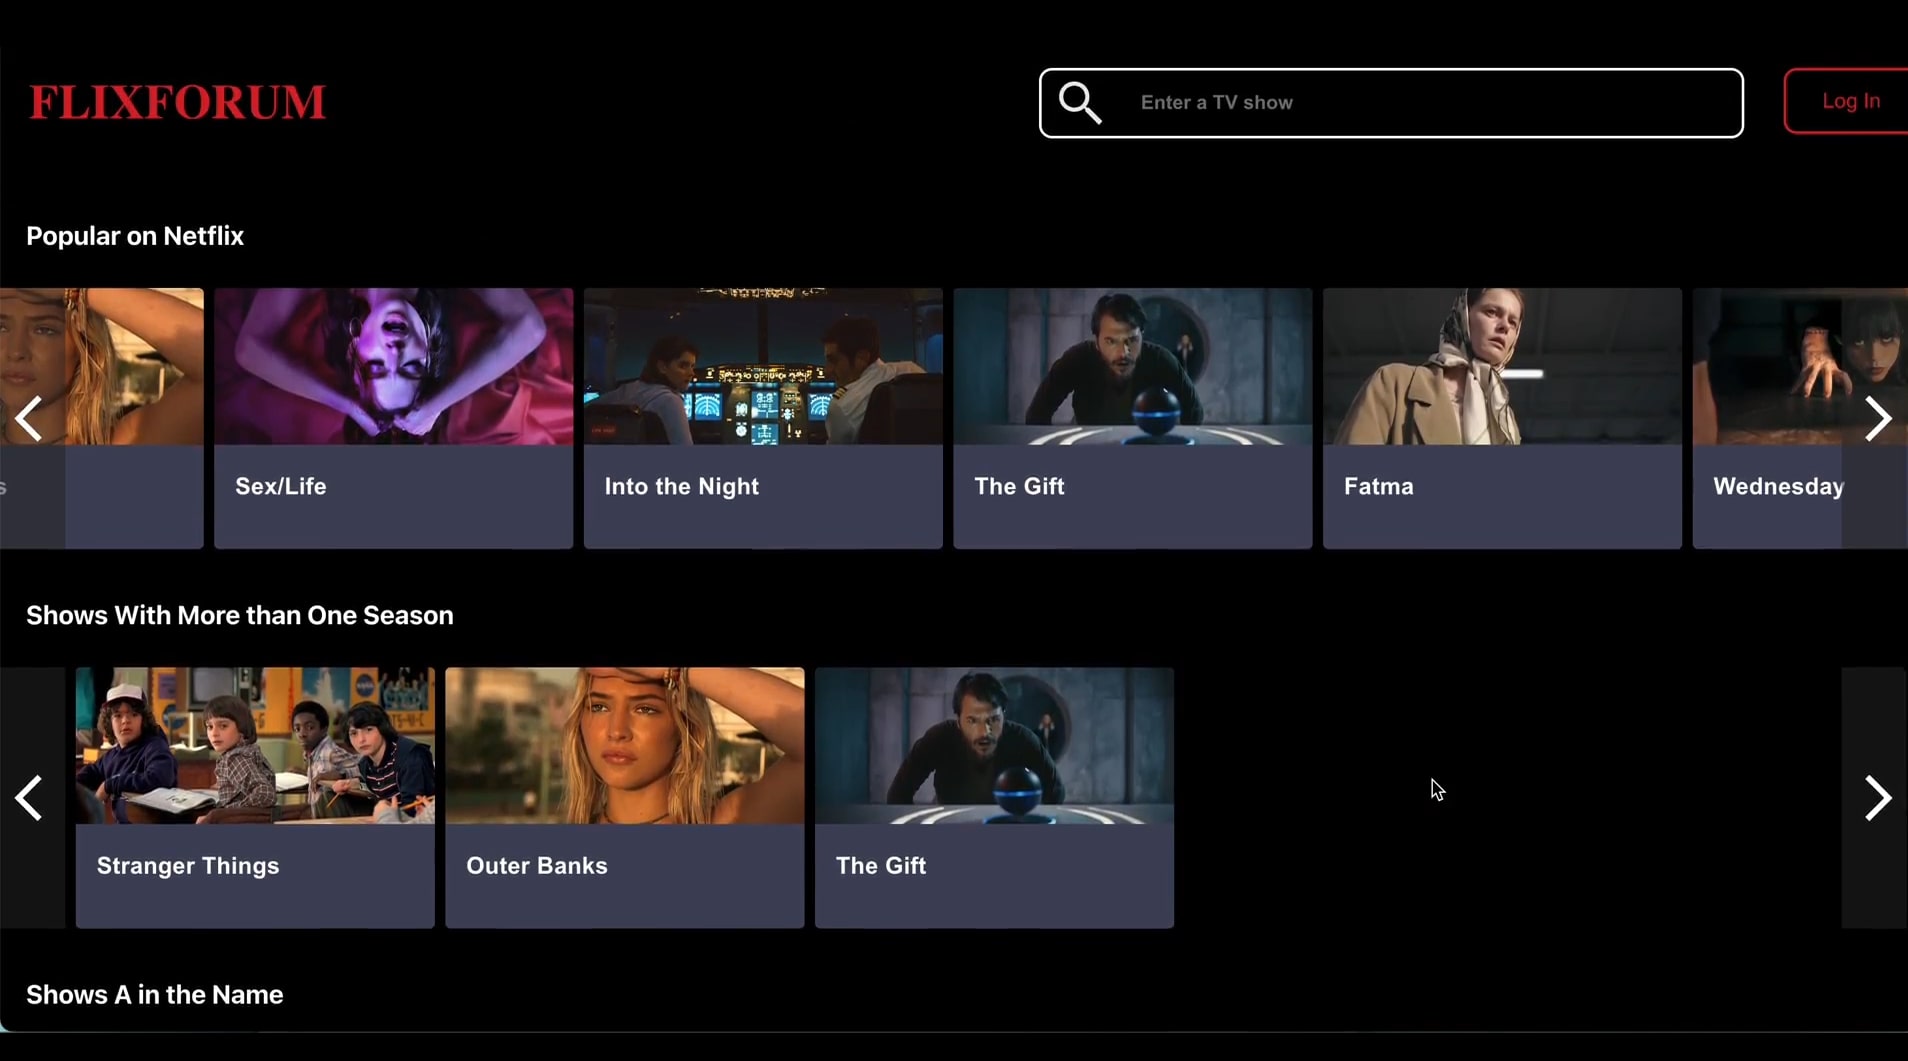 FLIXFORUM
Enter a TV show
Log In
Popular on Netflix
s
Sex/Life
Into the Night
The Gift
Fatma
Wednesday
Shows With More than One Season
Stranger Things
Outer Banks
The Gift
Shows A in the Name